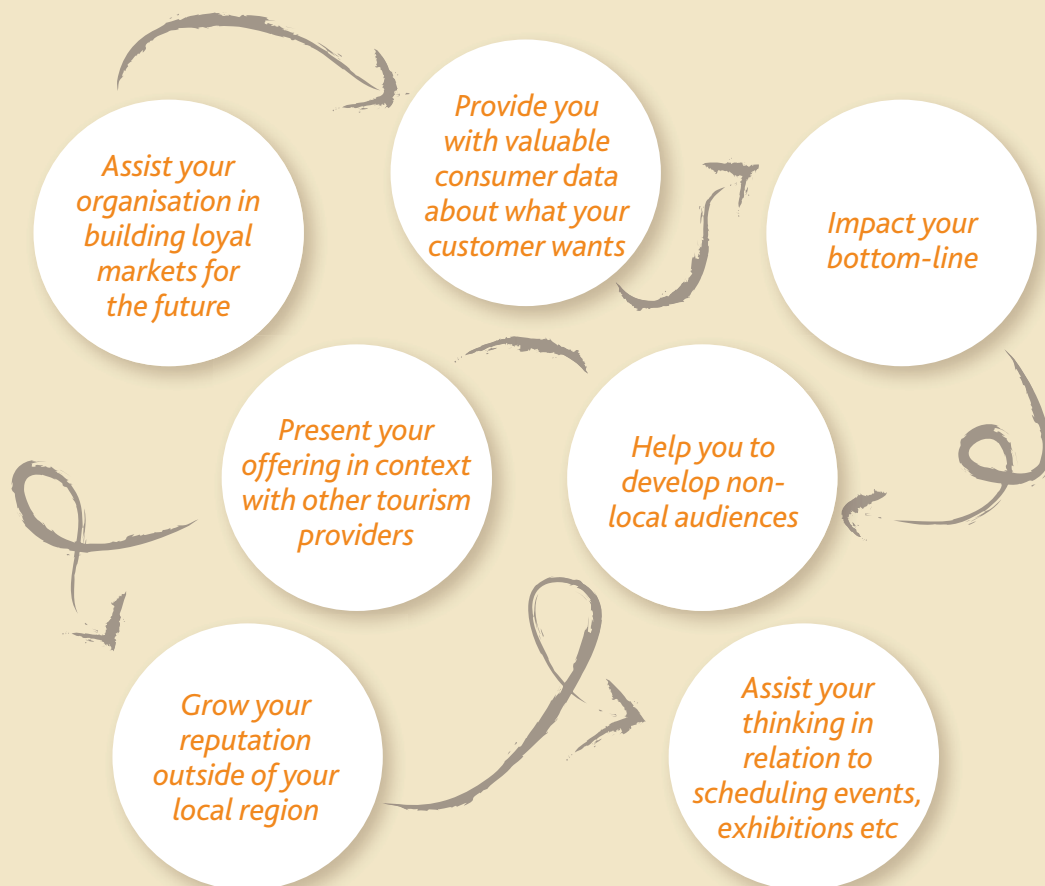 Assist your
organisation in
building loyal
markets for
the future
Provide you
with valuable
consumer data
about what your
customer wants
Impact your
bottom-line
Help you to
develop non-
local audiences
Present your
offering in context
with other tourism
providers
Grow your
reputation
outside of your
local region
Assist your
thinking in
relation to
scheduling events,
exhibitions etc